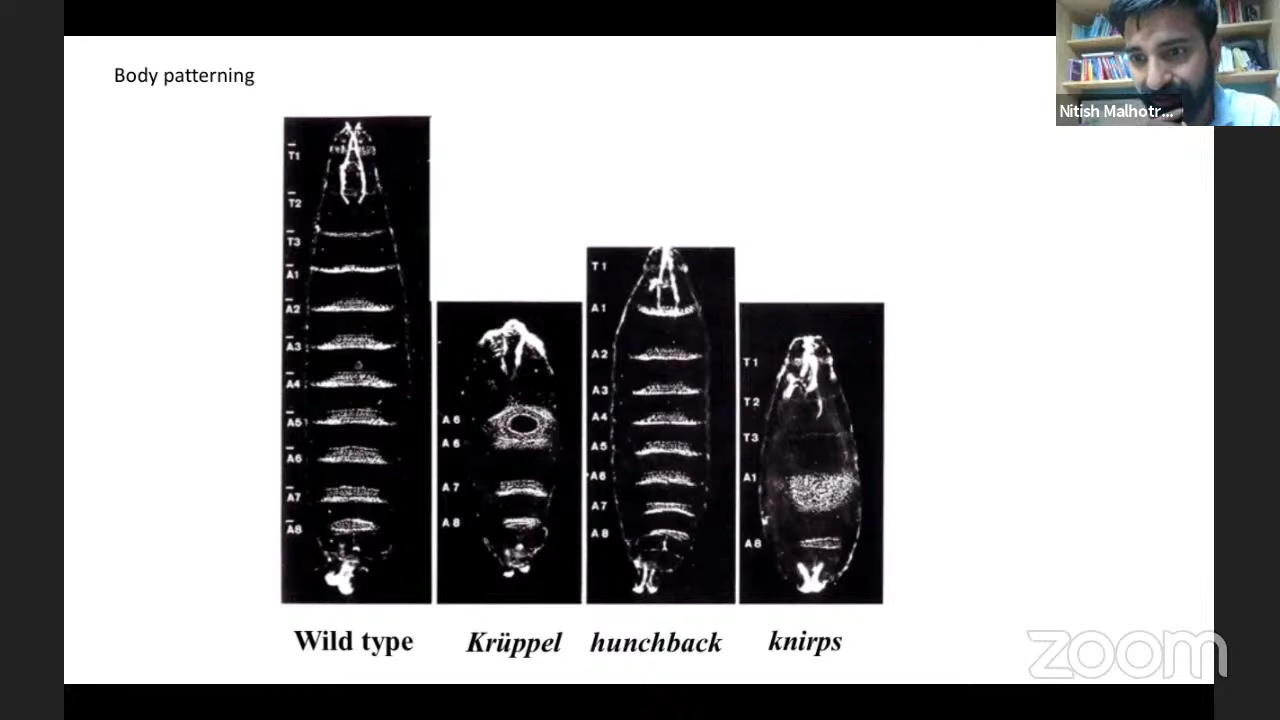 Body patterning
Nitish Malhotr...
T1
T2
T3
A1
A2
A3
A4
A5
A6
A7
A8
A6
A6
A7
A8
T1
A1
A2
A3
A4
A5
A6
A7
A8
T1
T2
T3
A1
A8
Wild type
Krüppel
hunchback
knirps
zoom